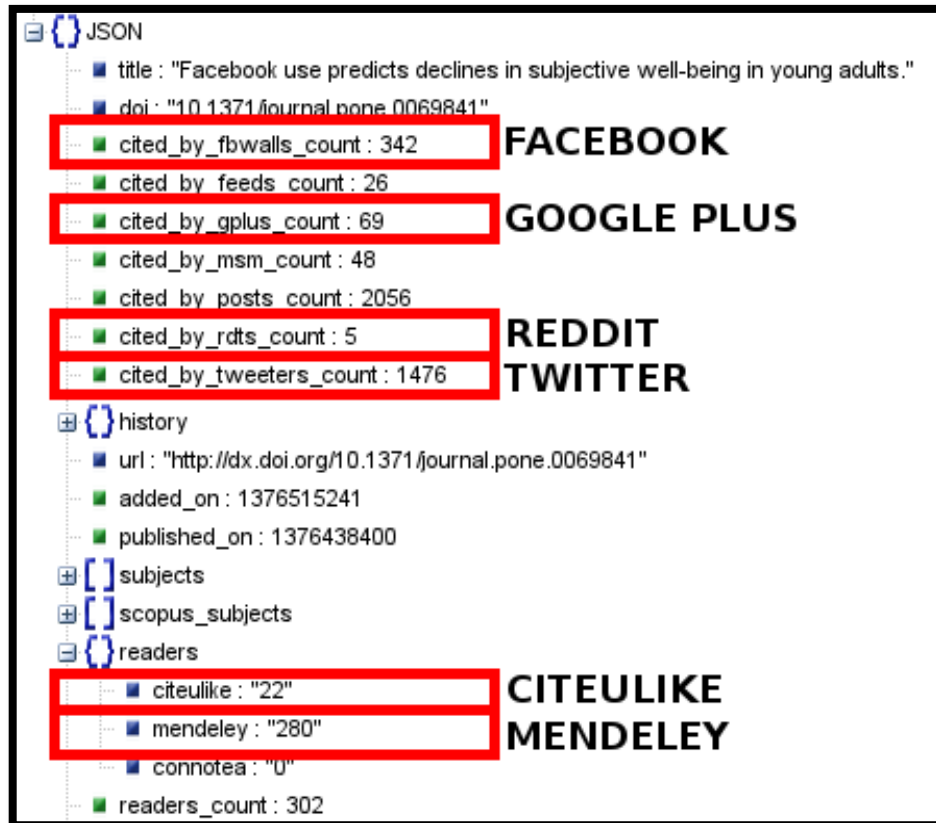 JSON
title : "Facebook use predicts declines in subjective well-being in young adults."
doi : "10.1371/journal.pone.0069841"
cited_by_fbwalls_count : 342 FACEBOOK
cited_by_feeds_count : 26
cited_by_gplus_count : 69 GOOGLE PLUS
cited_by_msm_count : 48
cited_by_posts_count : 2056
cited_by_rdts_count : 5 REDDIT
cited_by_tweeters_count : 1476 TWITTER
history
url : "http://dx.doi.org/10.1371/journal.pone.0069841"
added_on : 1376515241
published_on : 1376438400
subjects
scopus_subjects
readers
citeulike : "22" CITEULIKE
mendeley : "280" MENDELEY
connotea : "0"
readers_count : 302